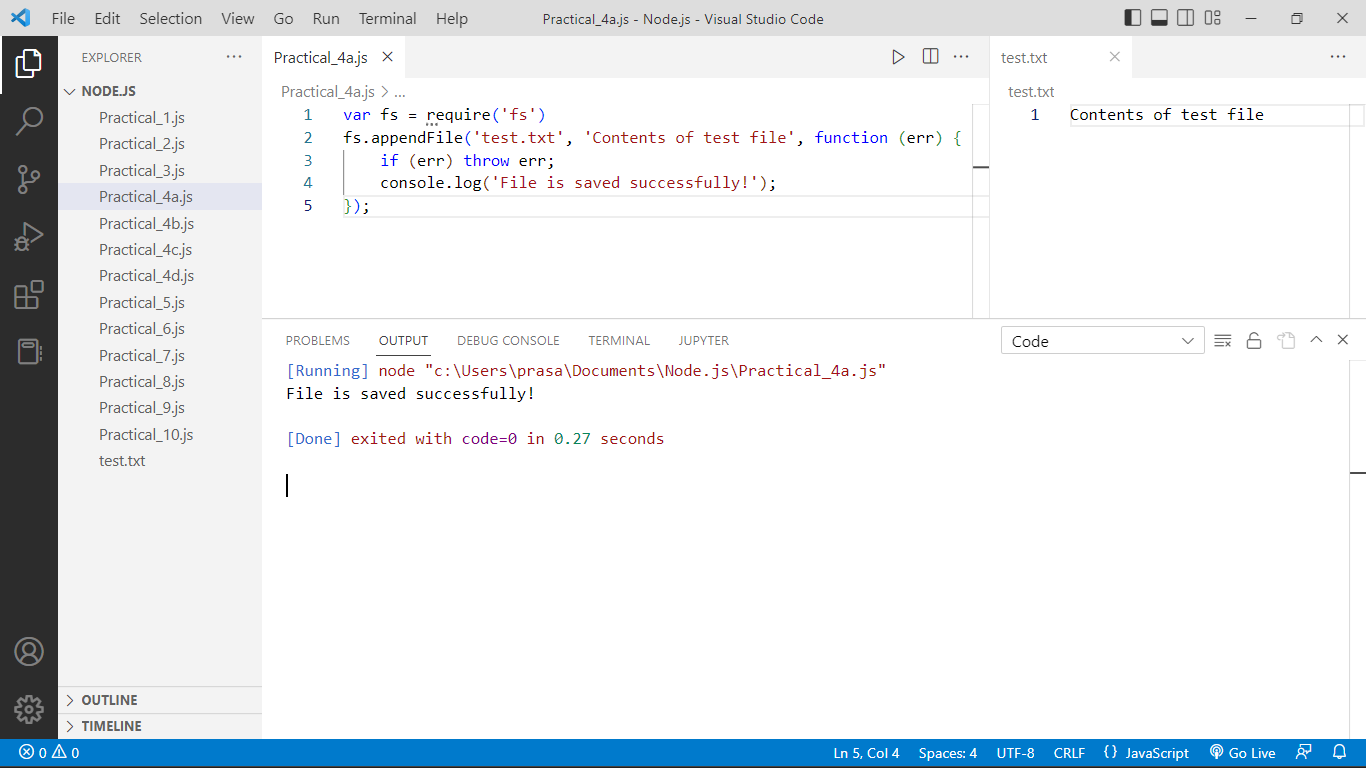 File Edit Selection View Go Run Terminal Help
Practical_4a.js - Node.js - Visual Studio Code
EXPLORER
NODE.JS
Practical_1.js
Practical_2.js
Practical_3.js
Practical_4a.js
Practical_4b.js
Practical_4c.js
Practical_4d.js
Practical_5.js
Practical_6.js
Practical_7.js
Practical_8.js
Practical_9.js
Practical_10.js
test.txt
OUTLINE
TIMELINE
Practical_4a.js
Practical_4a.js > ...
1 var fs = require('fs')
2 fs.appendFile('test.txt', 'Contents of test file', function (err) {
3     if (err) throw err;
4     console.log('File is saved successfully!');
5 });
test.txt
test.txt
1 Contents of test file
PROBLEMS OUTPUT DEBUG CONSOLE TERMINAL JUPYTER
Code
[Running] node "c:\Users\prasa\Documents\Node.js\Practical_4a.js"
File is saved successfully!
[Done] exited with code=0 in 0.27 seconds
0 0
Ln 5, Col 4 Spaces: 4 UTF-8 CRLF {} JavaScript Go Live